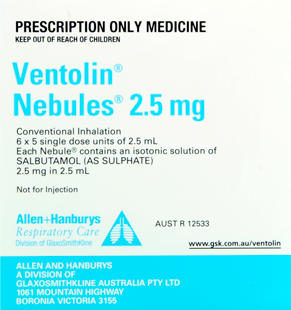 PRESCRIPTION ONLY MEDICINE
KEEP OUT OF REACH OF CHILDREN
Ventolin®
Nebules® 2.5 mg
Conventional Inhalation
6 x 5 single dose units of 2.5 mL
Each Nebule® contains an isotonic solution of
SALBUTAMOL (AS SULPHATE)
2.5 mg in 2.5 mL
Not for Injection
Allen+Hanburys
Respiratory Care
Division of GlaxoSmithKline
AUST R 12533
www.gsk.com.au/ventolin
ALLEN AND HANBURYS
A DIVISION OF
GLAXOSMITHKLINE AUSTRALIA PTY LTD
1061 MOUNTAIN HIGHWAY
BORONIA VICTORIA 3155